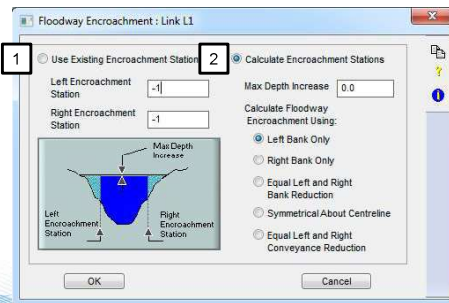 Floodway Encroachment : Link L1
1
Use Existing Encroachment Station
Left Encroachment
Station
-1
Right Encroachment
Station
-1
Max Depth
Increase
Left
Encroachment
Station
Right
Encroachment
Station
2
Calculate Encroachment Stations
Max Depth Increase
0.0
Calculate Floodway
Encroachment Using:
Left Bank Only
Right Bank Only
Equal Left and Right
Bank Reduction
Symmetrical About Centreline
Equal Left and Right
Conveyance Reduction
OK
Cancel